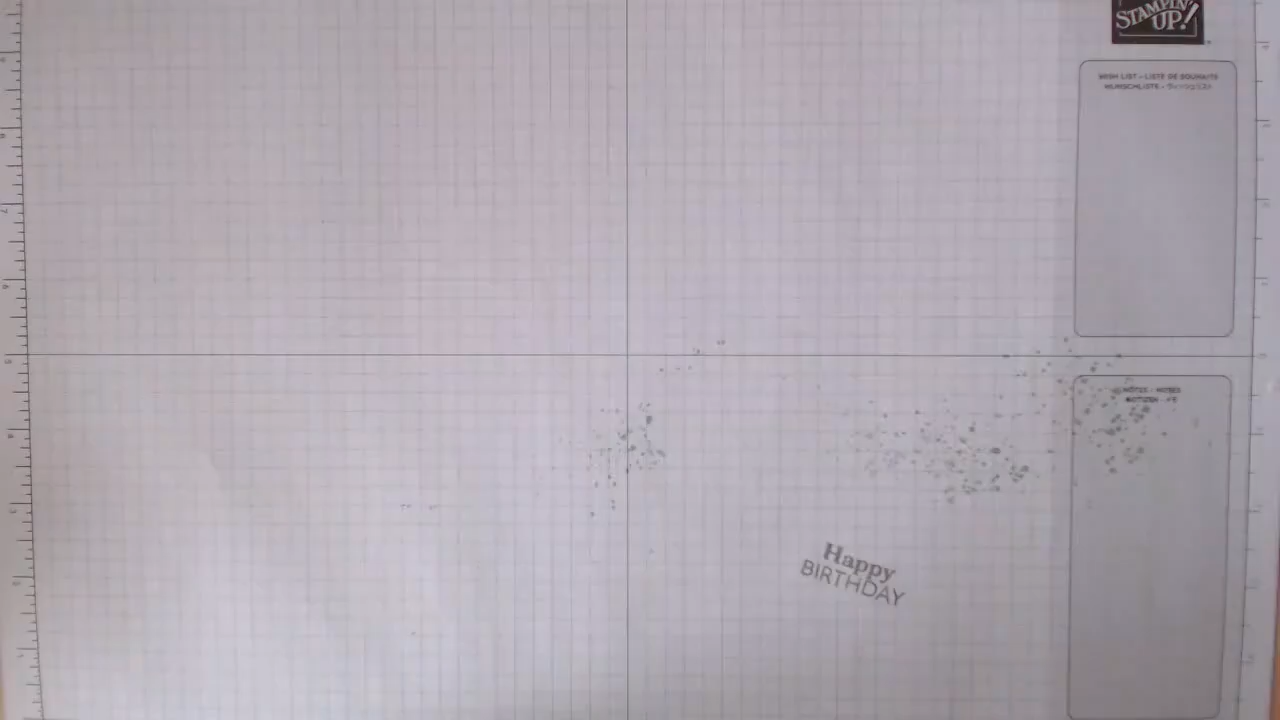 STAMPIN' UP!
WISH LIST • LISTE DE SOUHAITS
WUNSCHLISTE •
NOTES • NOTES
NOTIZEN •
Happy
BIRTHDAY